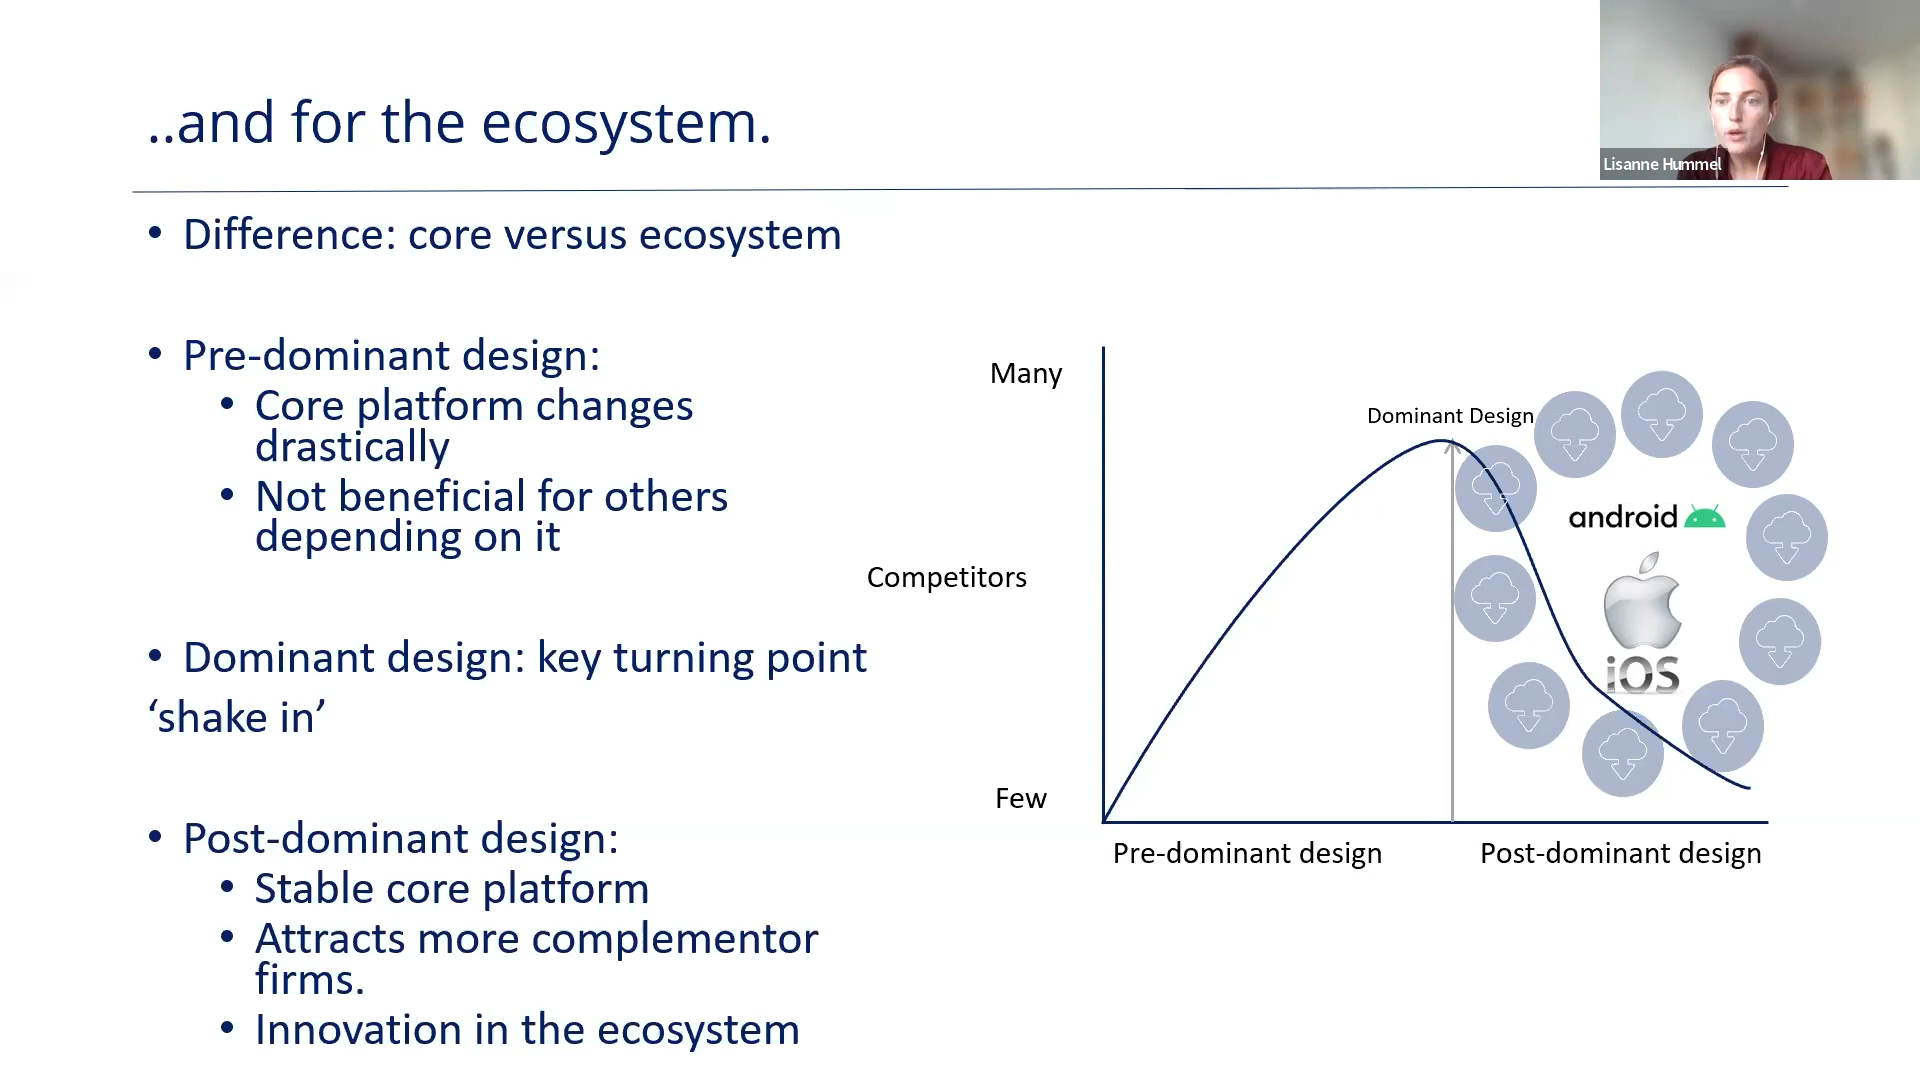 ..and for the ecosystem.
Lisanne Hummel
• Difference: core versus ecosystem
• Pre-dominant design:
• Core platform changes
drastically
• Not beneficial for others
depending on it
• Dominant design: key turning point
‘shake in’
• Post-dominant design:
• Stable core platform
• Attracts more complementor
firms.
• Innovation in the ecosystem
Many
Competitors
Few
Dominant Design
android
iOS
Pre-dominant design
Post-dominant design